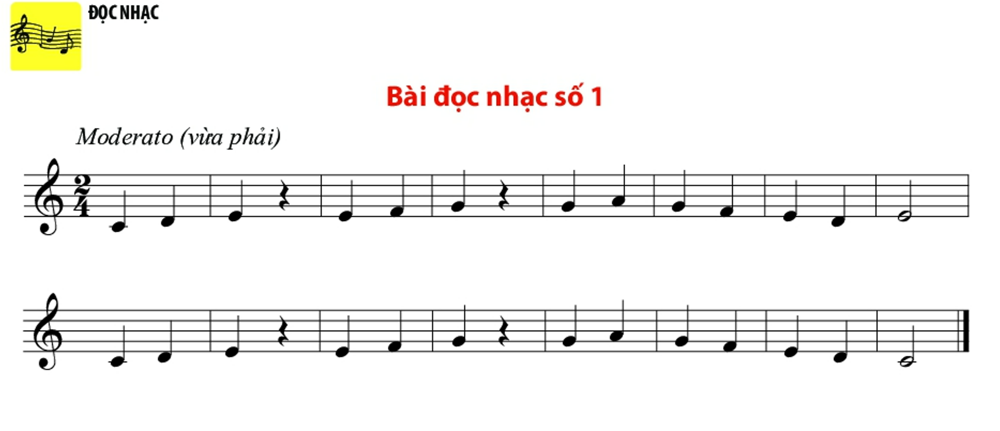 ĐỌC NHẠC
Bài đọc nhạc số 1
Moderato (vừa phải)
2
4